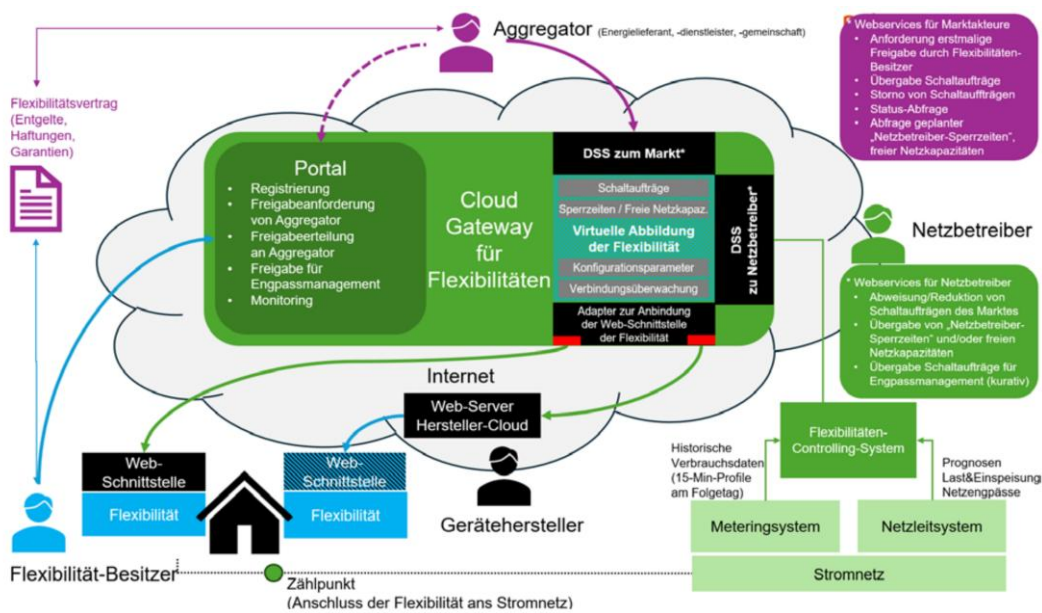 Aggregator (Energielieferant, -dienstleister, -gemeinschaft)
* Webservices für Marktakteure
• Anforderung erstmalige
Freigabe durch Flexibilitäten-
Besitzer
• Übergabe Schaltaufträge
• Storno von Schaltauffträgen
• Status-Abfrage
• Abfrage geplanter
„Netzbetreiber-Sperrzeiten“,
freier Netzkapazitäten
Flexibilitätsvertrag
(Entgelte,
Haftungen,
Garantien)
Portal
• Registrierung
• Freigabeanforderung
von Aggregator
• Freigabeerteilung
an Aggregator
• Freigabe für
Engpassmanagement
• Monitoring
Cloud
Gateway
für
Flexibilitäten
DSS zum Markt*
Schaltaufträge
Sperrzeiten / Freie Netzkapaz.
Virtuelle Abbildung
der Flexibilität
Konfigurationsparameter
Verbindungsüberwachung
Adapter zur Anbindung
der Web-Schnittstelle
der Flexibilität
DSS
zu Netzbetreiber*
Netzbetreiber
* Webservices für Netzbetreiber
• Abweisung/Reduktion von
Schaltaufträgen des Marktes
• Übergabe von „Netzbetreiber-
Sperrzeiten“ und/oder freien
Netzkapazitäten
• Übergabe Schaltaufträge für
Engpassmanagement (kurativ)
Internet
Web-Server
Hersteller-Cloud
Gerätehersteller
Web-
Schnittstelle
Flexibilität
Web-
Schnittstelle
Flexibilität
Flexibilität-Besitzer
Zählpunkt
(Anschluss der Flexibilität ans Stromnetz)
Flexibilitäten-
Controlling-System
Historische
Verbrauchsdaten
(15-Min-Profile
am Folgetag)
Prognosen
Last&Einspeisung
Netzengpässe
Meteringsystem
Netzleitsystem
Stromnetz